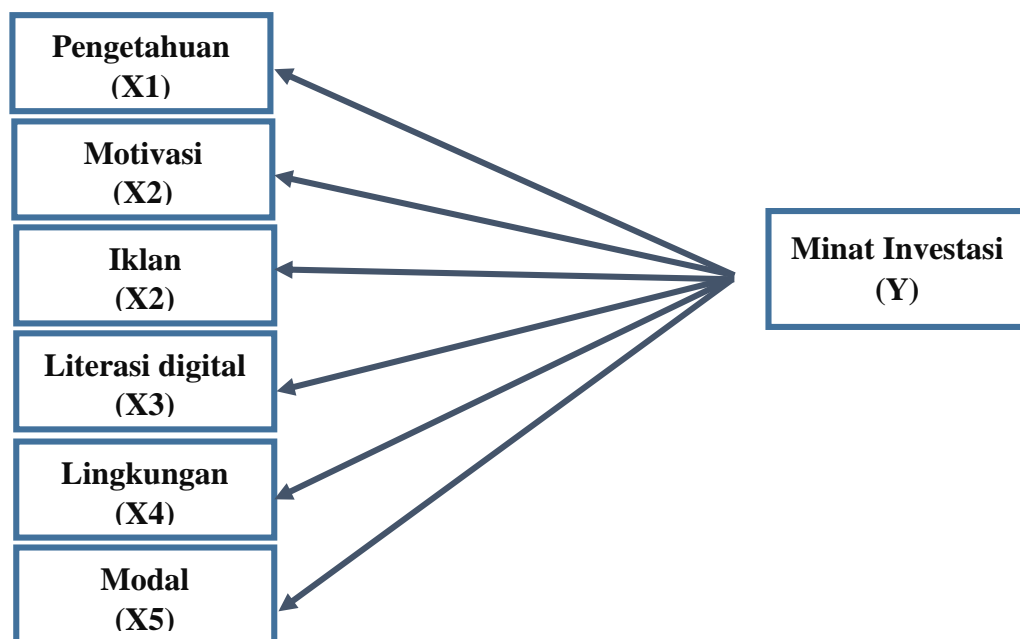 Pengetahuan
(X1)
Motivasi
(X2)
Iklan
(X2)
Literasi digital
(X3)
Lingkungan
(X4)
Modal
(X5)
Minat Investasi
(Y)